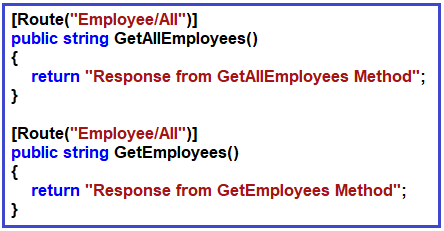 [Route("Employee/All")]
public string GetAllEmployees()
{
return "Response from GetAllEmployees Method";
}
[Route("Employee/All")]
public string GetEmployees()
{
return "Response from GetEmployees Method";
}